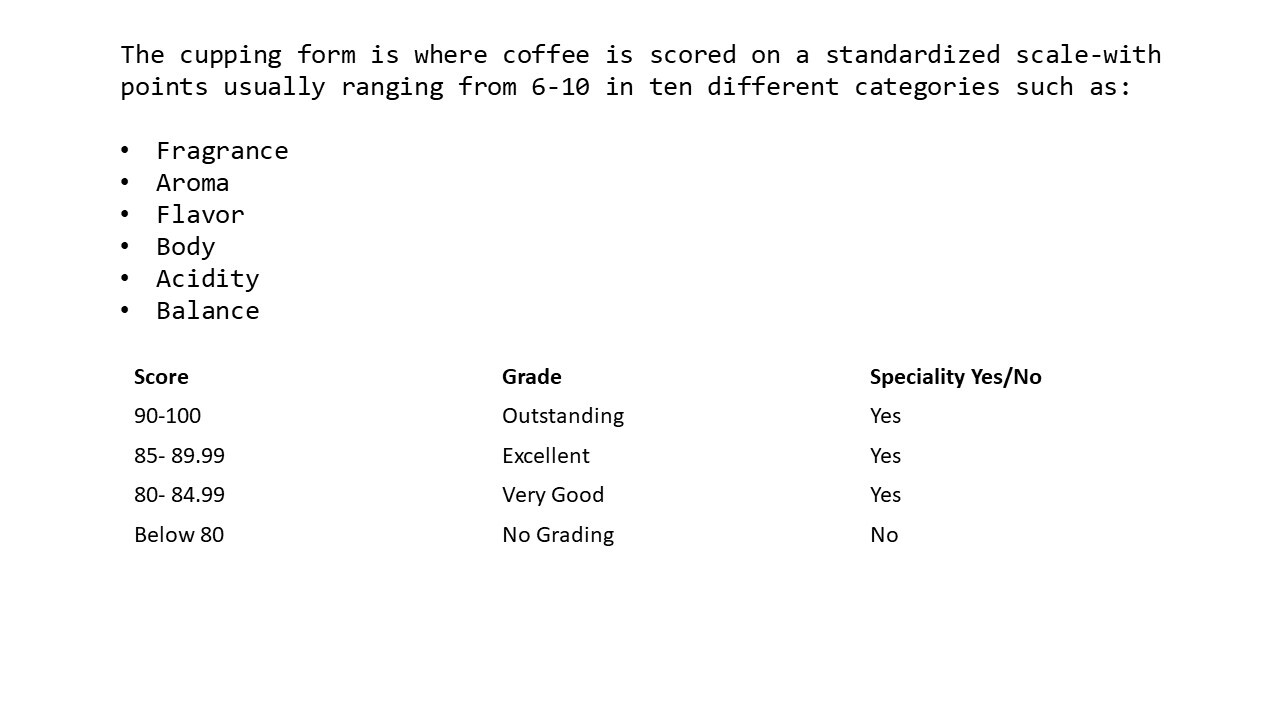 The cupping form is where coffee is scored on a standardized scale-with
points usually ranging from 6-10 in ten different categories such as:
• Fragrance
• Aroma
• Flavor
• Body
• Acidity
• Balance
Score Grade Speciality Yes/No
90-100 Outstanding Yes
85- 89.99 Excellent Yes
80- 84.99 Very Good Yes
Below 80 No Grading No